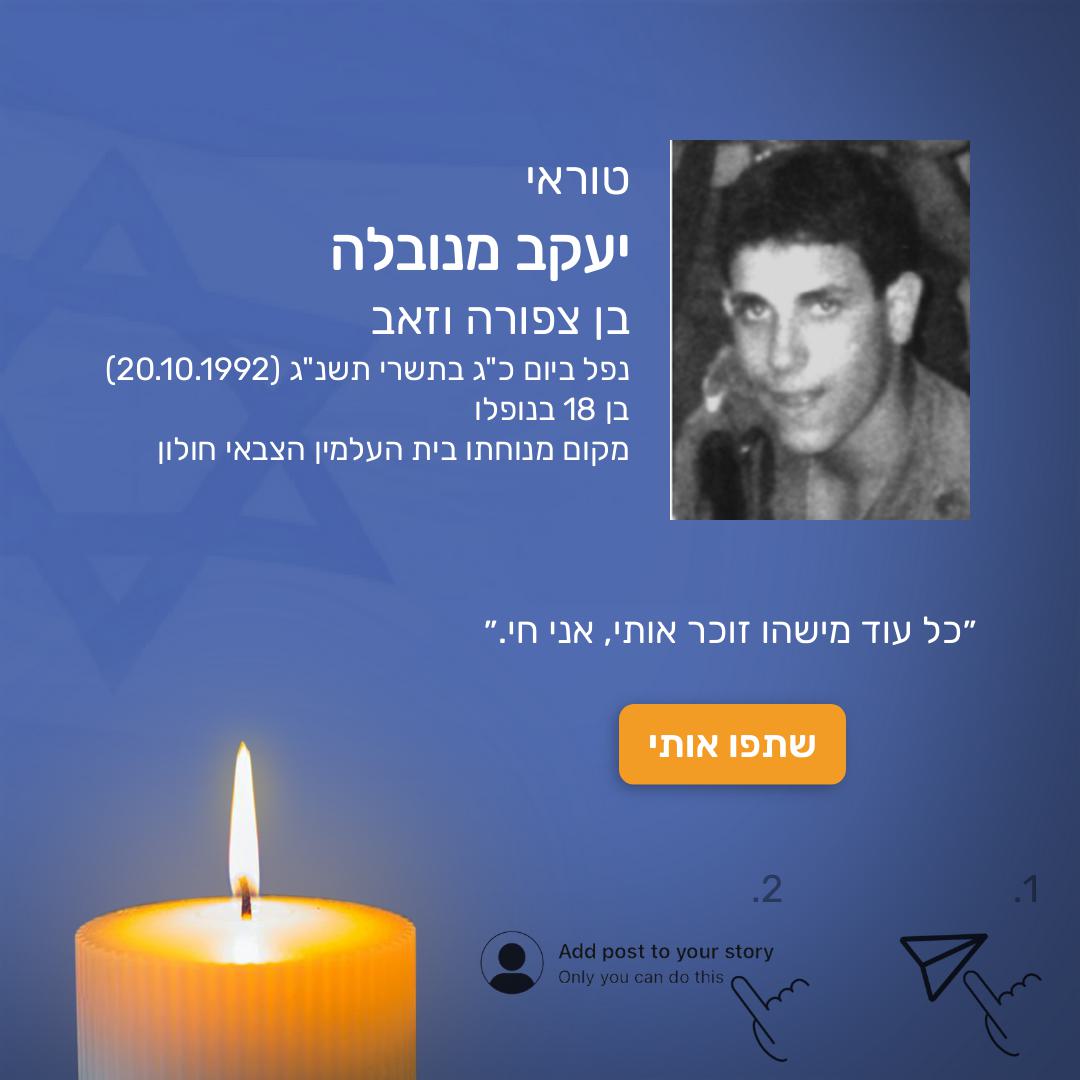 טוראי
יעקב מנובלה
בן צפורה וזאב
נפל ביום כ"ג בתשרי תשנ"ג (20.10.1992)
בן 18 בנופלו
מקום מנוחתו בית העלמין הצבאי חולון
״כל עוד מישהו זוכר אותי, אני חי.״
שתפו אותי
1.
2.
Add post to your story
Only you can do this